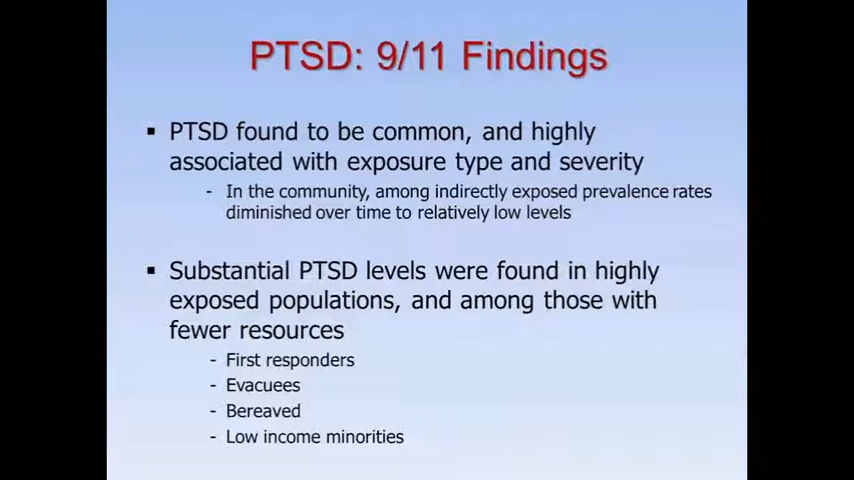 PTSD: 9/11 Findings
▪ PTSD found to be common, and highly
associated with exposure type and severity
- In the community, among indirectly exposed prevalence rates
diminished over time to relatively low levels
▪ Substantial PTSD levels were found in highly
exposed populations, and among those with
fewer resources
- First responders
- Evacuees
- Bereaved
- Low income minorities